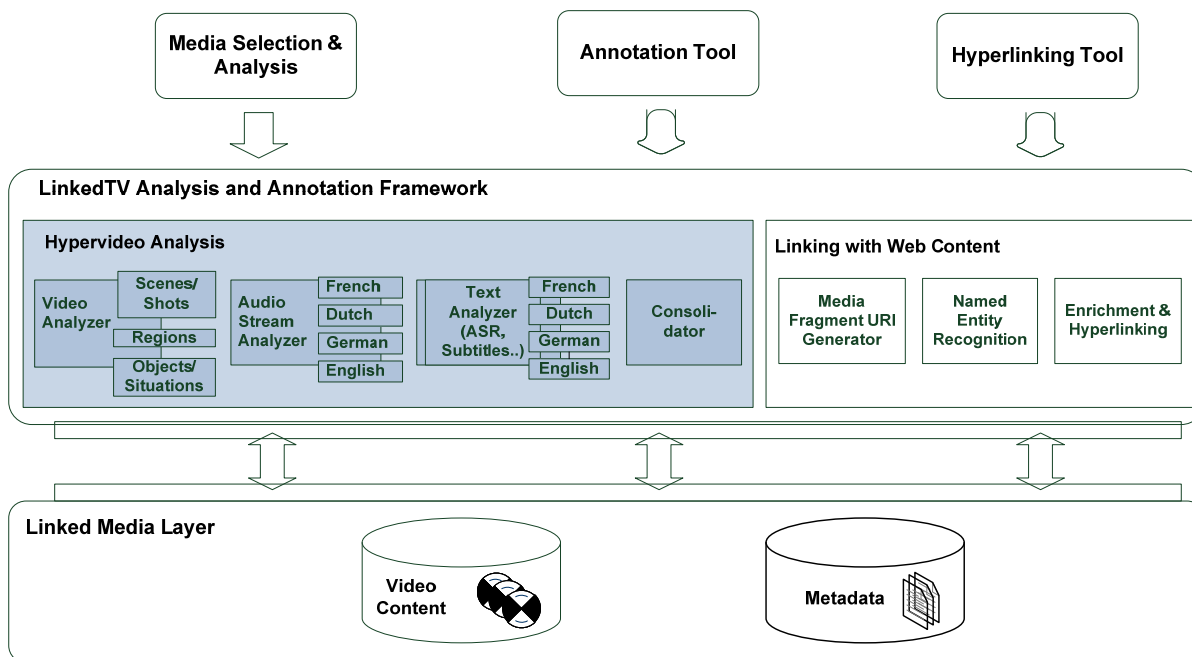 Media Selection &
Analysis
Annotation Tool
Hyperlinking Tool
LinkedTV Analysis and Annotation Framework
Hypervideo Analysis
Video
Analyzer
Scenes/
Shots
Regions
Objects/
Situations
Audio
Stream
Analyzer
French
Dutch
German
English
Text
Analyzer
(ASR,
Subtitles..)
French
Dutch
German
English
Consoli-
dator
Linking with Web Content
Media
Fragment URI
Generator
Named
Entity
Recognition
Enrichment &
Hyperlinking
Linked Media Layer
Video
Content
Metadata